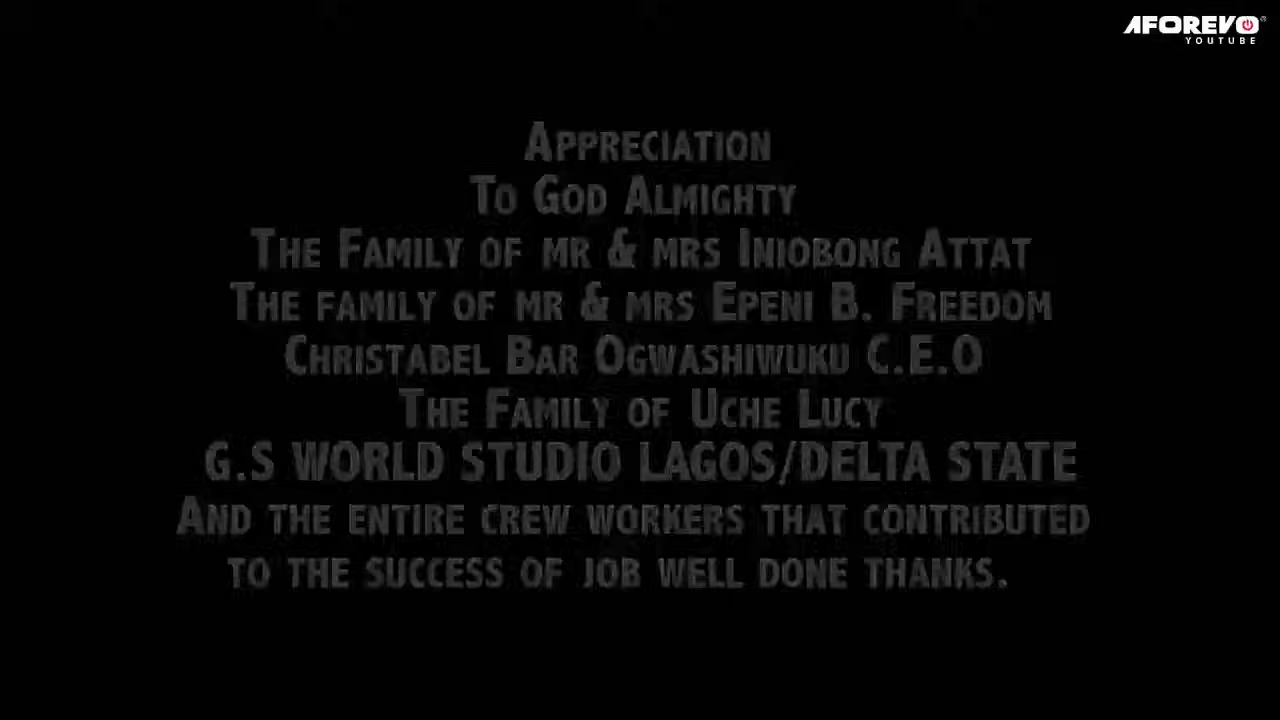 AFOREVO
YOUTUBE
APPRECIATION
TO GOD ALMIGHTY
THE FAMILY OF MR & MRS INIOBONG ATTAT
THE FAMILY OF MR & MRS EPENI B. FREEDOM
CHRISTABEL BAR OGWASHIWUKU C.E.O
THE FAMILY OF UCHE LUCY
G.S WORLD STUDIO LAGOS/DELTA STATE
AND THE ENTIRE CREW WORKERS THAT CONTRIBUTED
TO THE SUCCESS OF JOB WELL DONE THANKS.